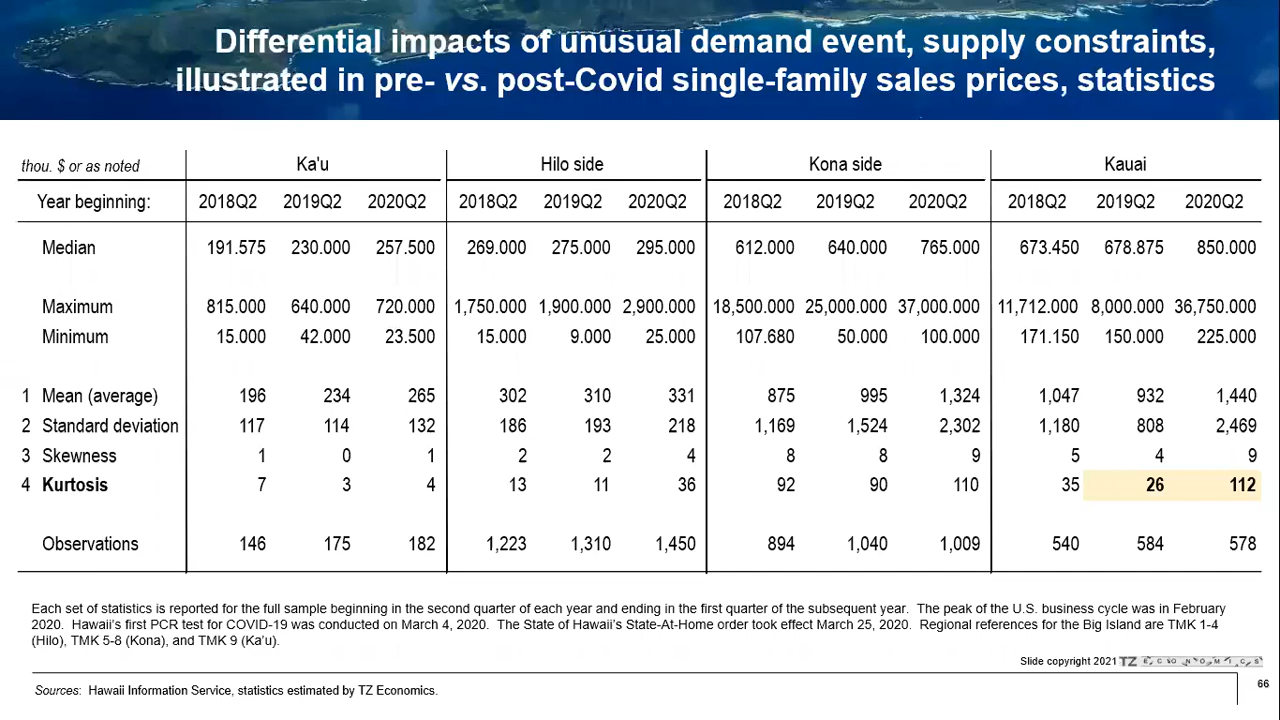 Differential impacts of unusual demand event, supply constraints,
illustrated in pre- vs. post-Covid single-family sales prices, statistics
thou. $ or as noted Ka'u Hilo side Kona side Kauai
Year beginning: 2018Q2 2019Q2 2020Q2 2018Q2 2019Q2 2020Q2 2018Q2 2019Q2 2020Q2 2018Q2 2019Q2 2020Q2
Median 191.575 230.000 257.500 269.000 275.000 295.000 612.000 640.000 765.000 673.450 678.875 850.000
Maximum 815.000 640.000 720.000 1,750.000 1,900.000 2,900.000 18,500.000 25,000.000 37,000.000 11,712.000 8,000.000 36,750.000
Minimum 15.000 42.000 23.500 15.000 9.000 25.000 107.680 50.000 100.000 171.150 150.000 225.000
1 Mean (average) 196 234 265 302 310 331 875 995 1,324 1,047 932 1,440
2 Standard deviation 117 114 132 186 193 218 1,169 1,524 2,302 1,180 808 2,469
3 Skewness 1 0 1 2 2 4 8 8 9 5 4 9
4 Kurtosis 7 3 4 13 11 36 92 90 110 35 26 112
Observations 146 175 182 1,223 1,310 1,450 894 1,040 1,009 540 584 578
Each set of statistics is reported for the full sample beginning in the second quarter of each year and ending in the first quarter of the subsequent year. The peak of the U.S. business cycle was in February
2020. Hawaii's first PCR test for COVID-19 was conducted on March 4, 2020. The State of Hawaii's State-At-Home order took effect March 25, 2020. Regional references for the Big Island are TMK 1-4
(Hilo), TMK 5-8 (Kona), and TMK 9 (Ka'u).
Slide copyright 2021 TZ ECONOMICS
Sources: Hawaii Information Service, statistics estimated by TZ Economics.
66